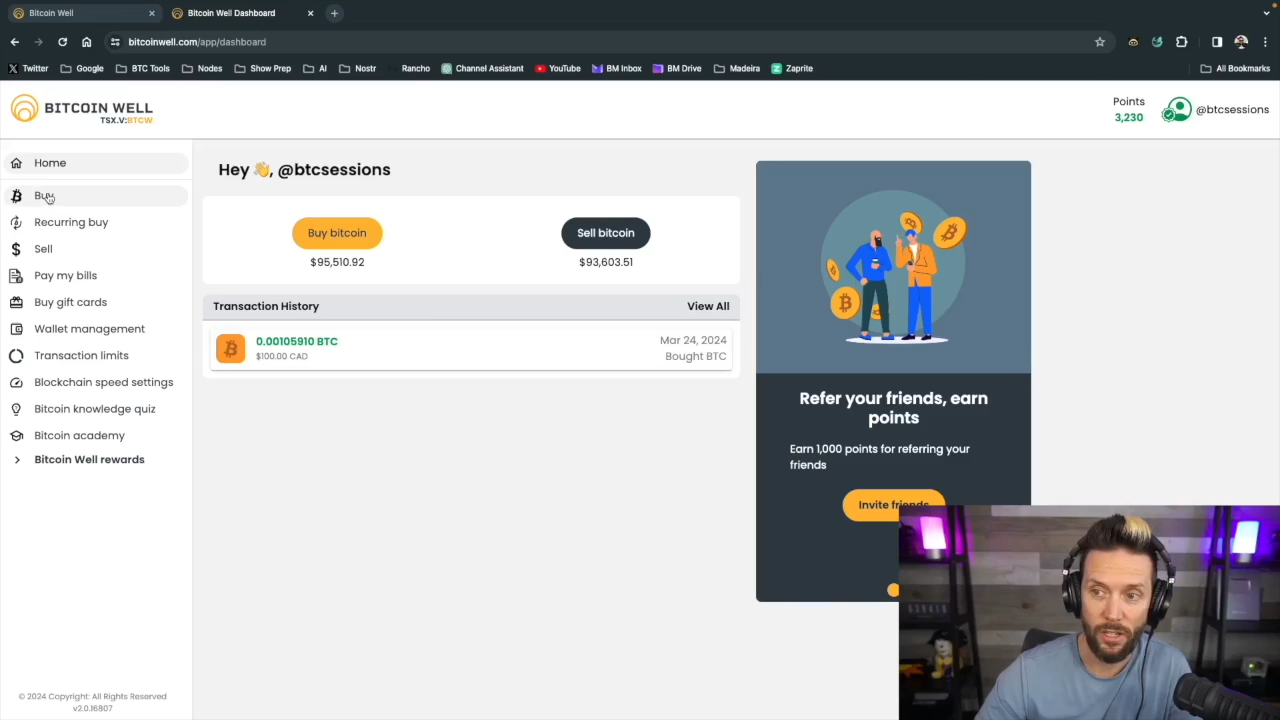 Bitcoin Well
Bitcoin Well Dashboard
bitcoinwell.com/app/dashboard
Twitter
Google
BTC Tools
Nodes
Show Prep
AI
Nostr
Rancho
Channel Assistant
YouTube
BM Inbox
BM Drive
Madeira
Zaprite
All Bookmarks
BITCOIN WELL
TSX.V:BTCW
Points
3,230
@btcsessions
Home
Buy
Recurring buy
Sell
Pay my bills
Buy gift cards
Wallet management
Transaction limits
Blockchain speed settings
Bitcoin knowledge quiz
Bitcoin academy
Bitcoin Well rewards
© 2024 Copyright: All Rights Reserved
v2.0.16807
Hey 👋, @btcsessions
Buy bitcoin
$95,510.92
Sell bitcoin
$93,603.51
Transaction History
View All
0.00105910 BTC
$100.00 CAD
Mar 24, 2024
Bought BTC
Refer your friends, earn
points
Earn 1,000 points for referring your
friends
Invite friends